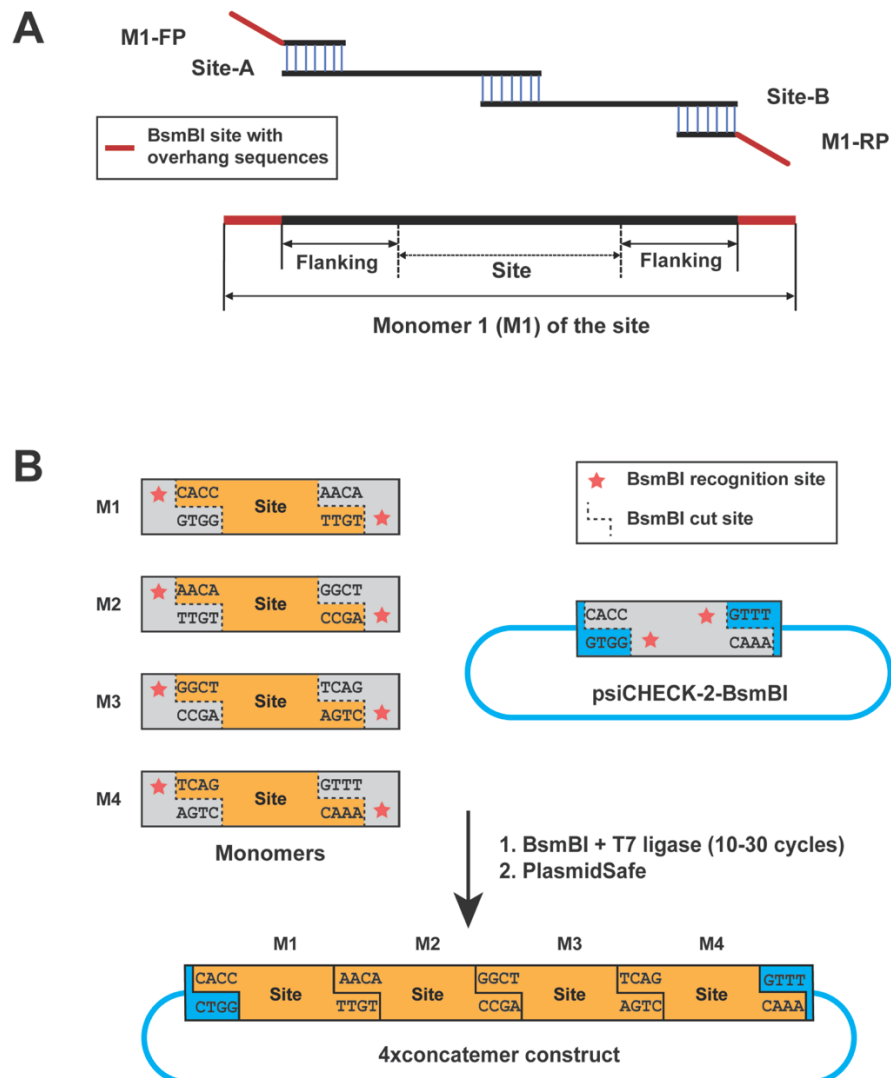 A
M1-FP
Site-A
Site-B
M1-RP
BsmBI site with
overhang sequences
Flanking
Site
Flanking
Monomer 1 (M1) of the site
B
M1
CACC
GTGG
Site
AACA
TTGT
M2
AACA
TTGT
Site
GGCT
CCGA
M3
GGCT
CCGA
Site
TCAG
AGTC
M4
TCAG
AGTC
Site
GTTT
CAAA
Monomers
BsmBI recognition site
BsmBI cut site
CACC
GTGG
GTTT
CAAA
psiCHECK-2-BsmBI
1. BsmBI + T7 ligase (10-30 cycles)
2. PlasmidSafe
M1 M2 M3 M4
CACC AACA GGCT TCAG GTTT
CTGG Site TTGT Site CCGA Site AGTC Site CAAA
4xconcatemer construct